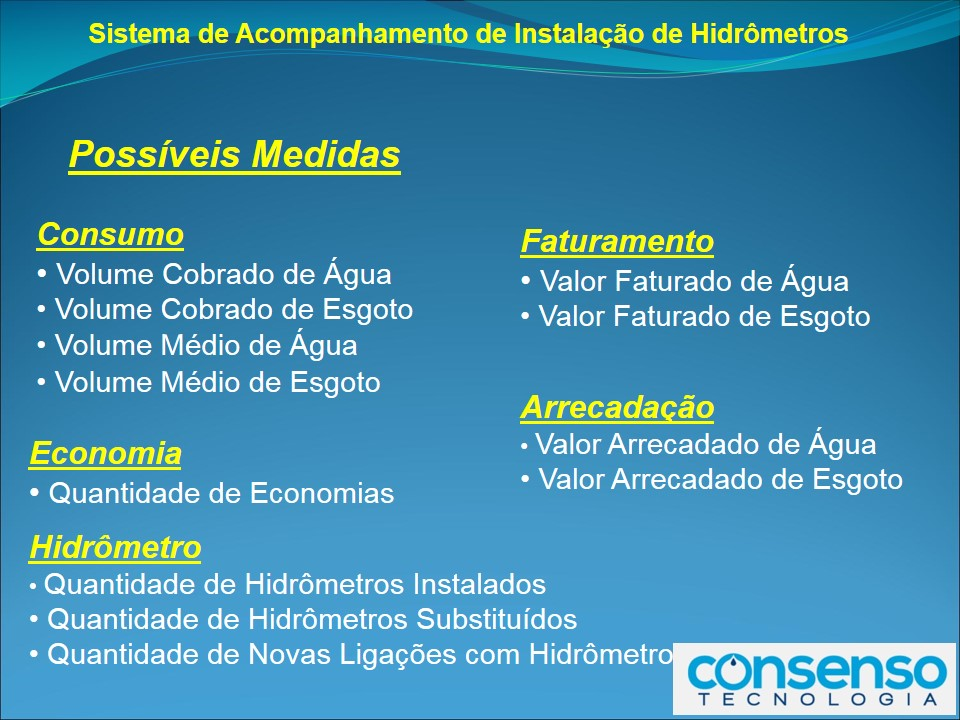 Sistema de Acompanhamento de Instalação de Hidrômetros
Possíveis Medidas
Consumo
• Volume Cobrado de Água
• Volume Cobrado de Esgoto
• Volume Médio de Água
• Volume Médio de Esgoto
Economia
• Quantidade de Economias
Hidrômetro
• Quantidade de Hidrômetros Instalados
• Quantidade de Hidrômetros Substituídos
• Quantidade de Novas Ligações com Hidrômetro
Faturamento
• Valor Faturado de Água
• Valor Faturado de Esgoto
Arrecadação
• Valor Arrecadado de Água
• Valor Arrecadado de Esgoto
consenso
TECNOLOGIA